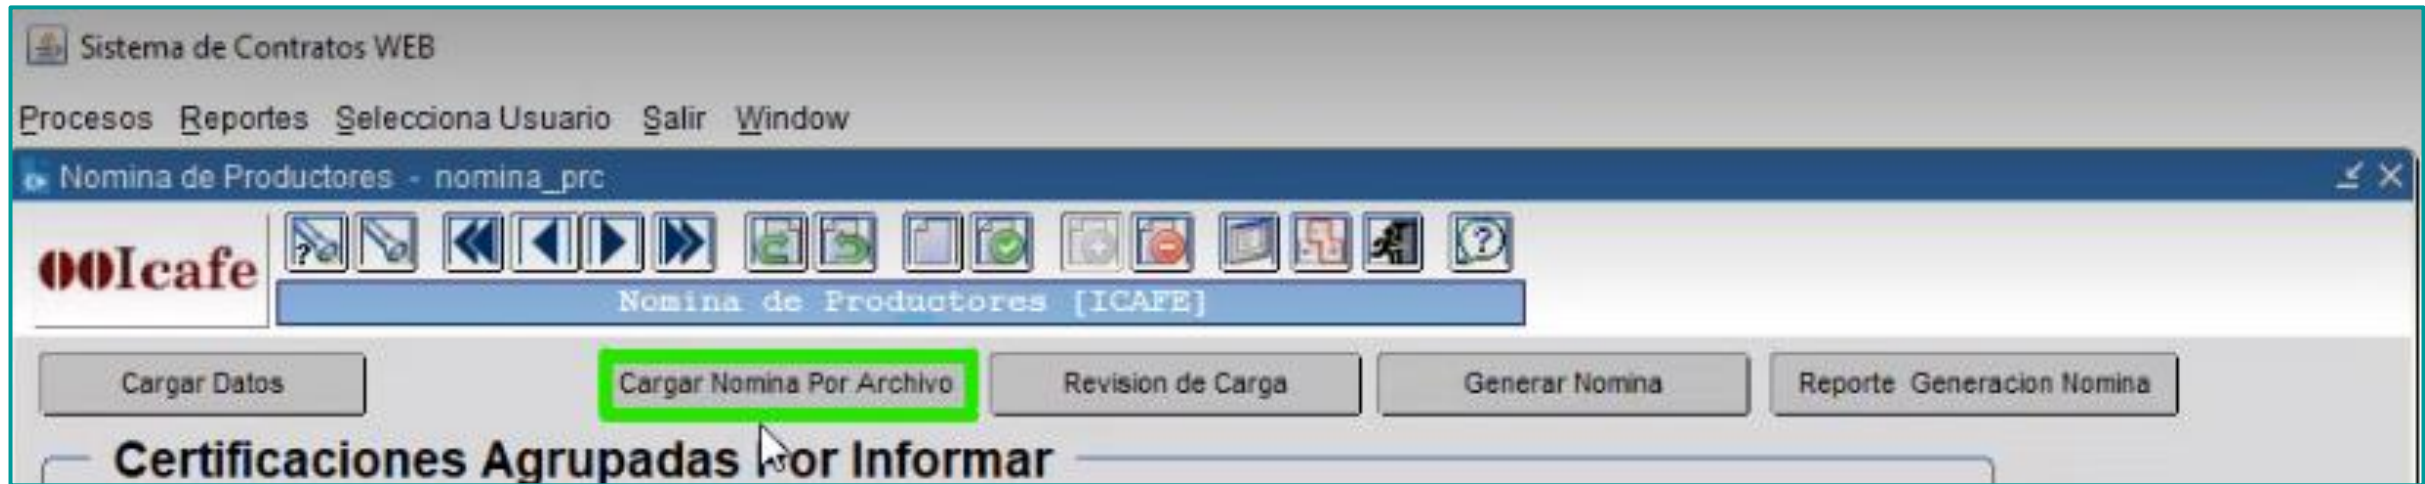 Sistema de Contratos WEB
Procesos Reportes Selecciona Usuario Salir Window
Nomina de Productores - nomina_prc
Icafe
Nomina de Productores [ICAFE]
Cargar Datos Cargar Nomina Por Archivo Revision de Carga Generar Nomina Reporte Generacion Nomina
Certificaciones Agrupadas Por Informar